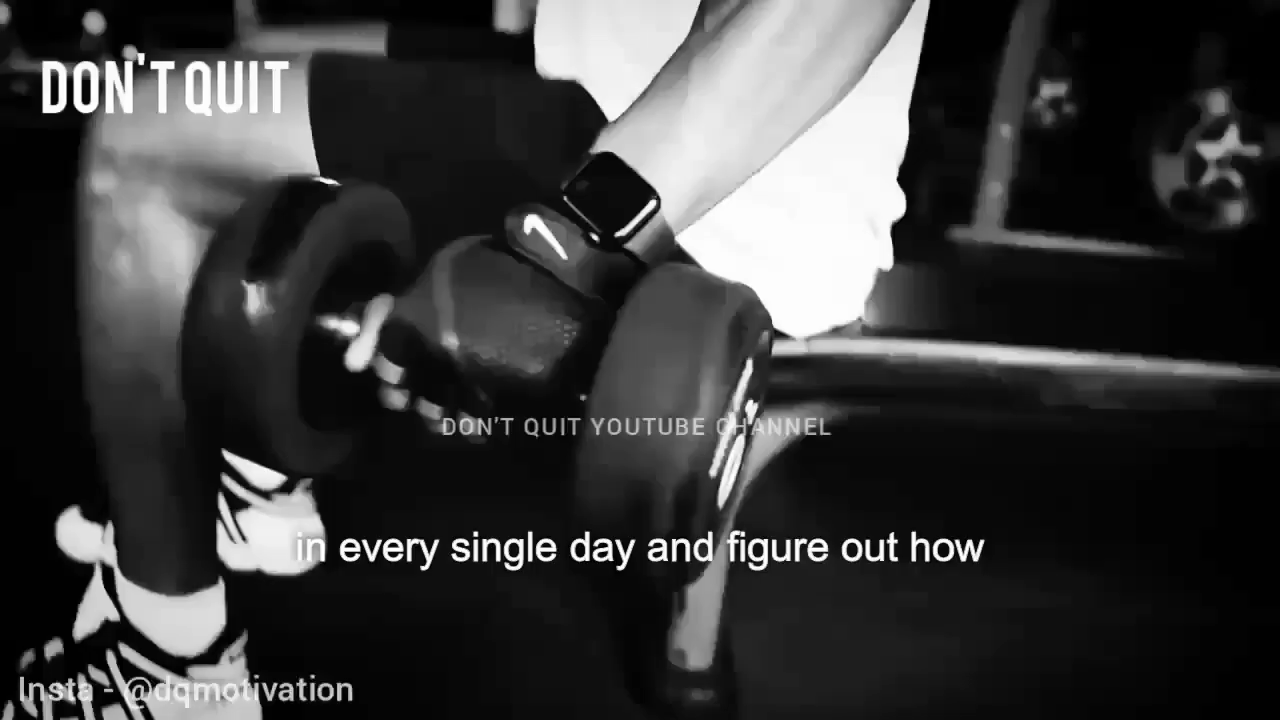 DON'T QUIT
DON'T QUIT YOUTUBE CHANNEL
in every single day and figure out how
Insta - @dqmotivation